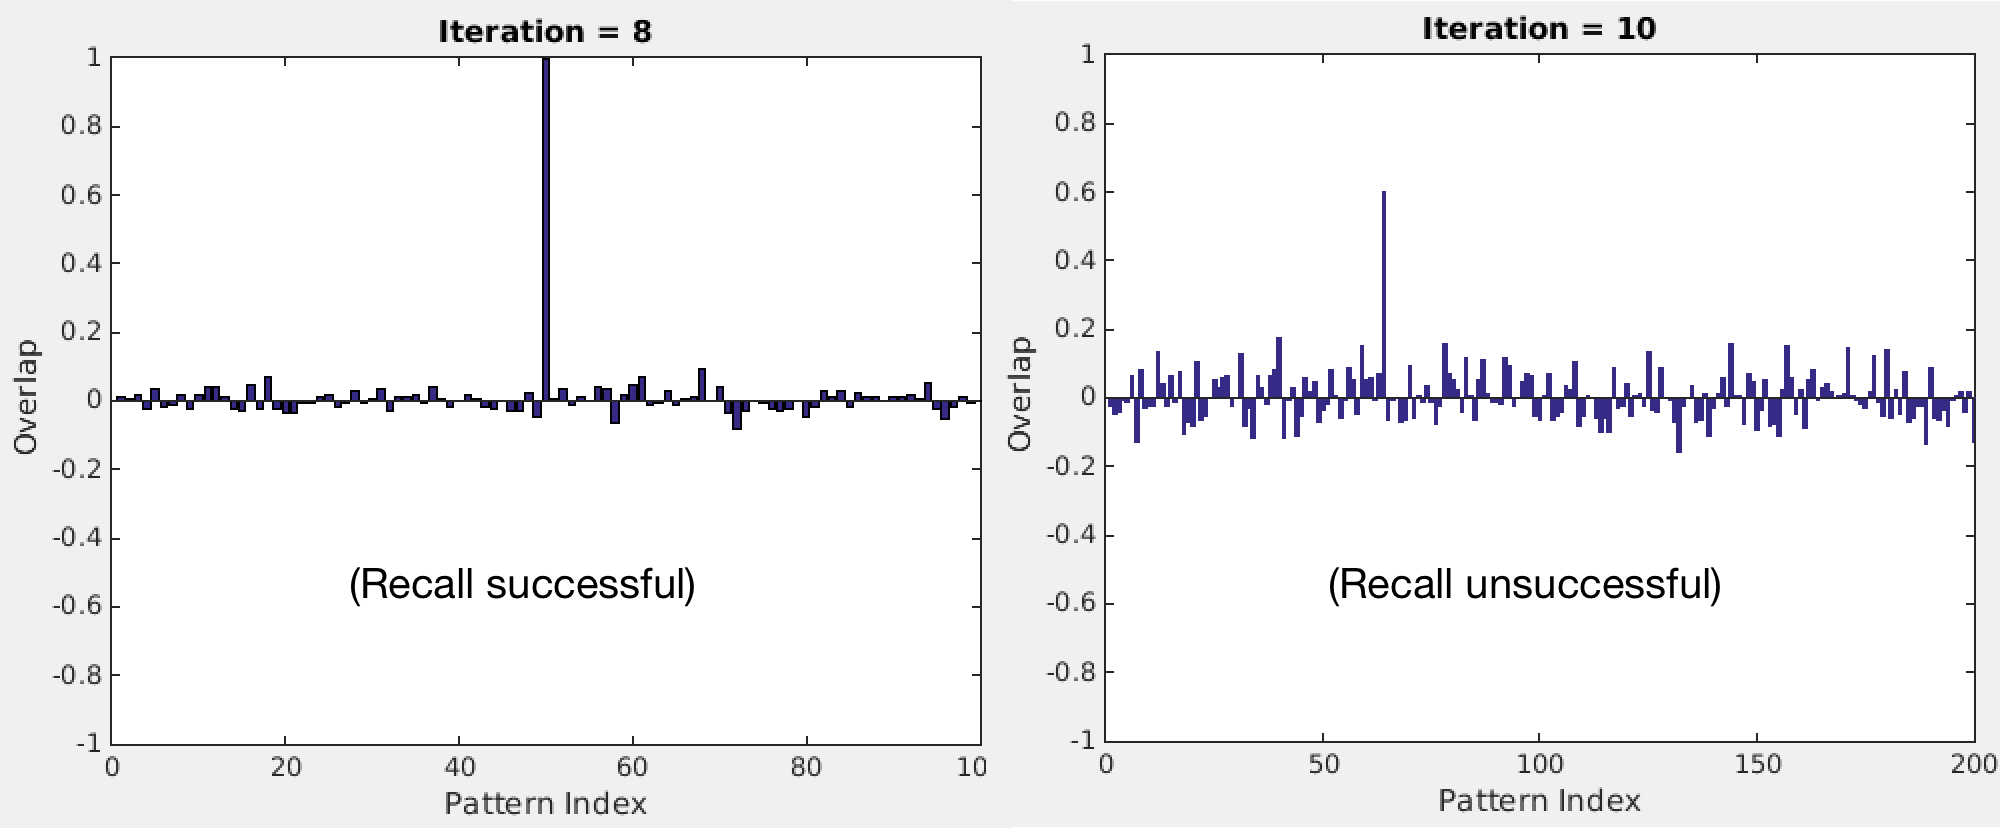 Iteration = 8
1
0.8
0.6
0.4
0.2
0
-0.2
-0.4
-0.6
-0.8
-1
Overlap
(Recall successful)
0 20 40 60 80 10
Pattern Index
Iteration = 10
1
0.8
0.6
0.4
0.2
0
-0.2
-0.4
-0.6
-0.8
-1
Overlap
(Recall unsuccessful)
0 50 100 150 200
Pattern Index